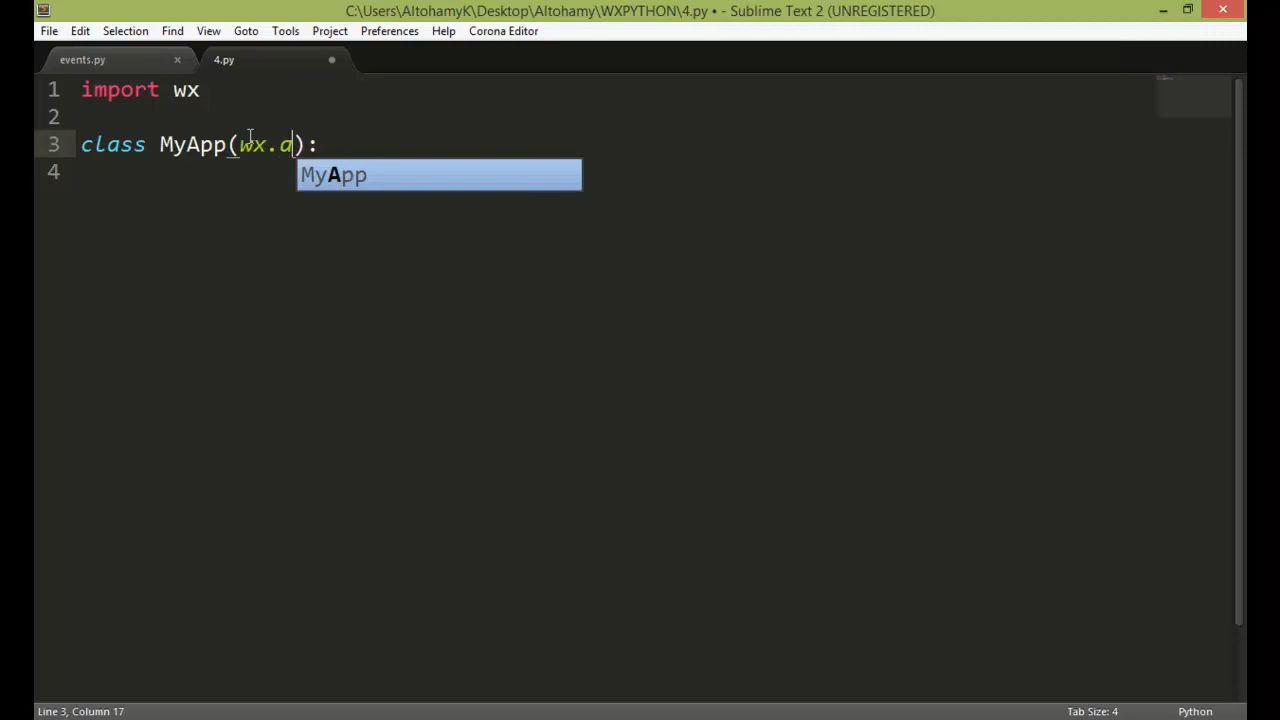 C:\Users\AltohamyK\Desktop\Altohamy\WXPYTHON\4.py • - Sublime Text 2 (UNREGISTERED)
File Edit Selection Find View Goto Tools Project Preferences Help Corona Editor
events.py 4.py
1 import wx
2
3 class MyApp(wx.a):
MyApp
4
Line 3, Column 17 Tab Size: 4 Python